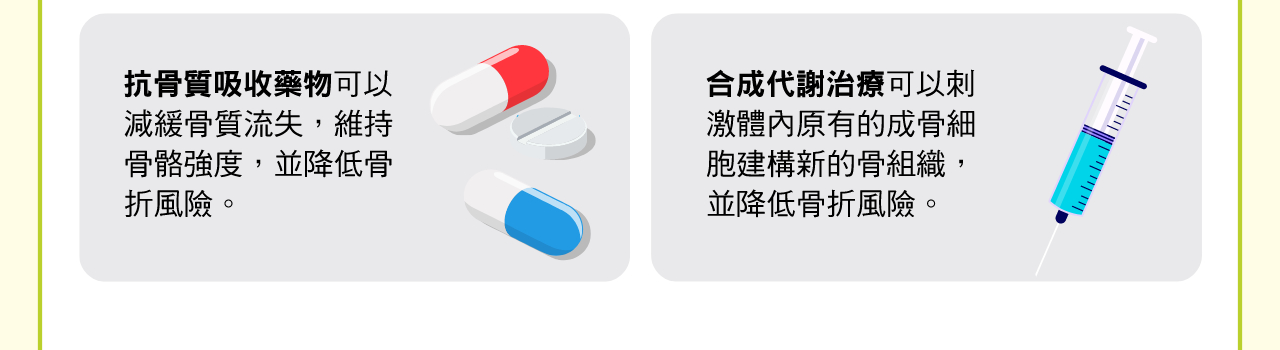 抗骨質吸收藥物可以
減緩骨質流失，維持
骨骼強度，並降低骨
折風險。
合成代謝治療可以刺
激體內原有的成骨細
胞建構新的骨組織，
並降低骨折風險。